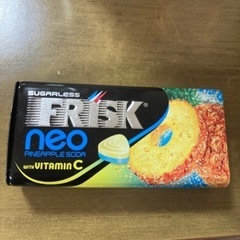 SUGARLESS
FRISK
neo
PINEAPPLE SODA
WITH VITAMIN C